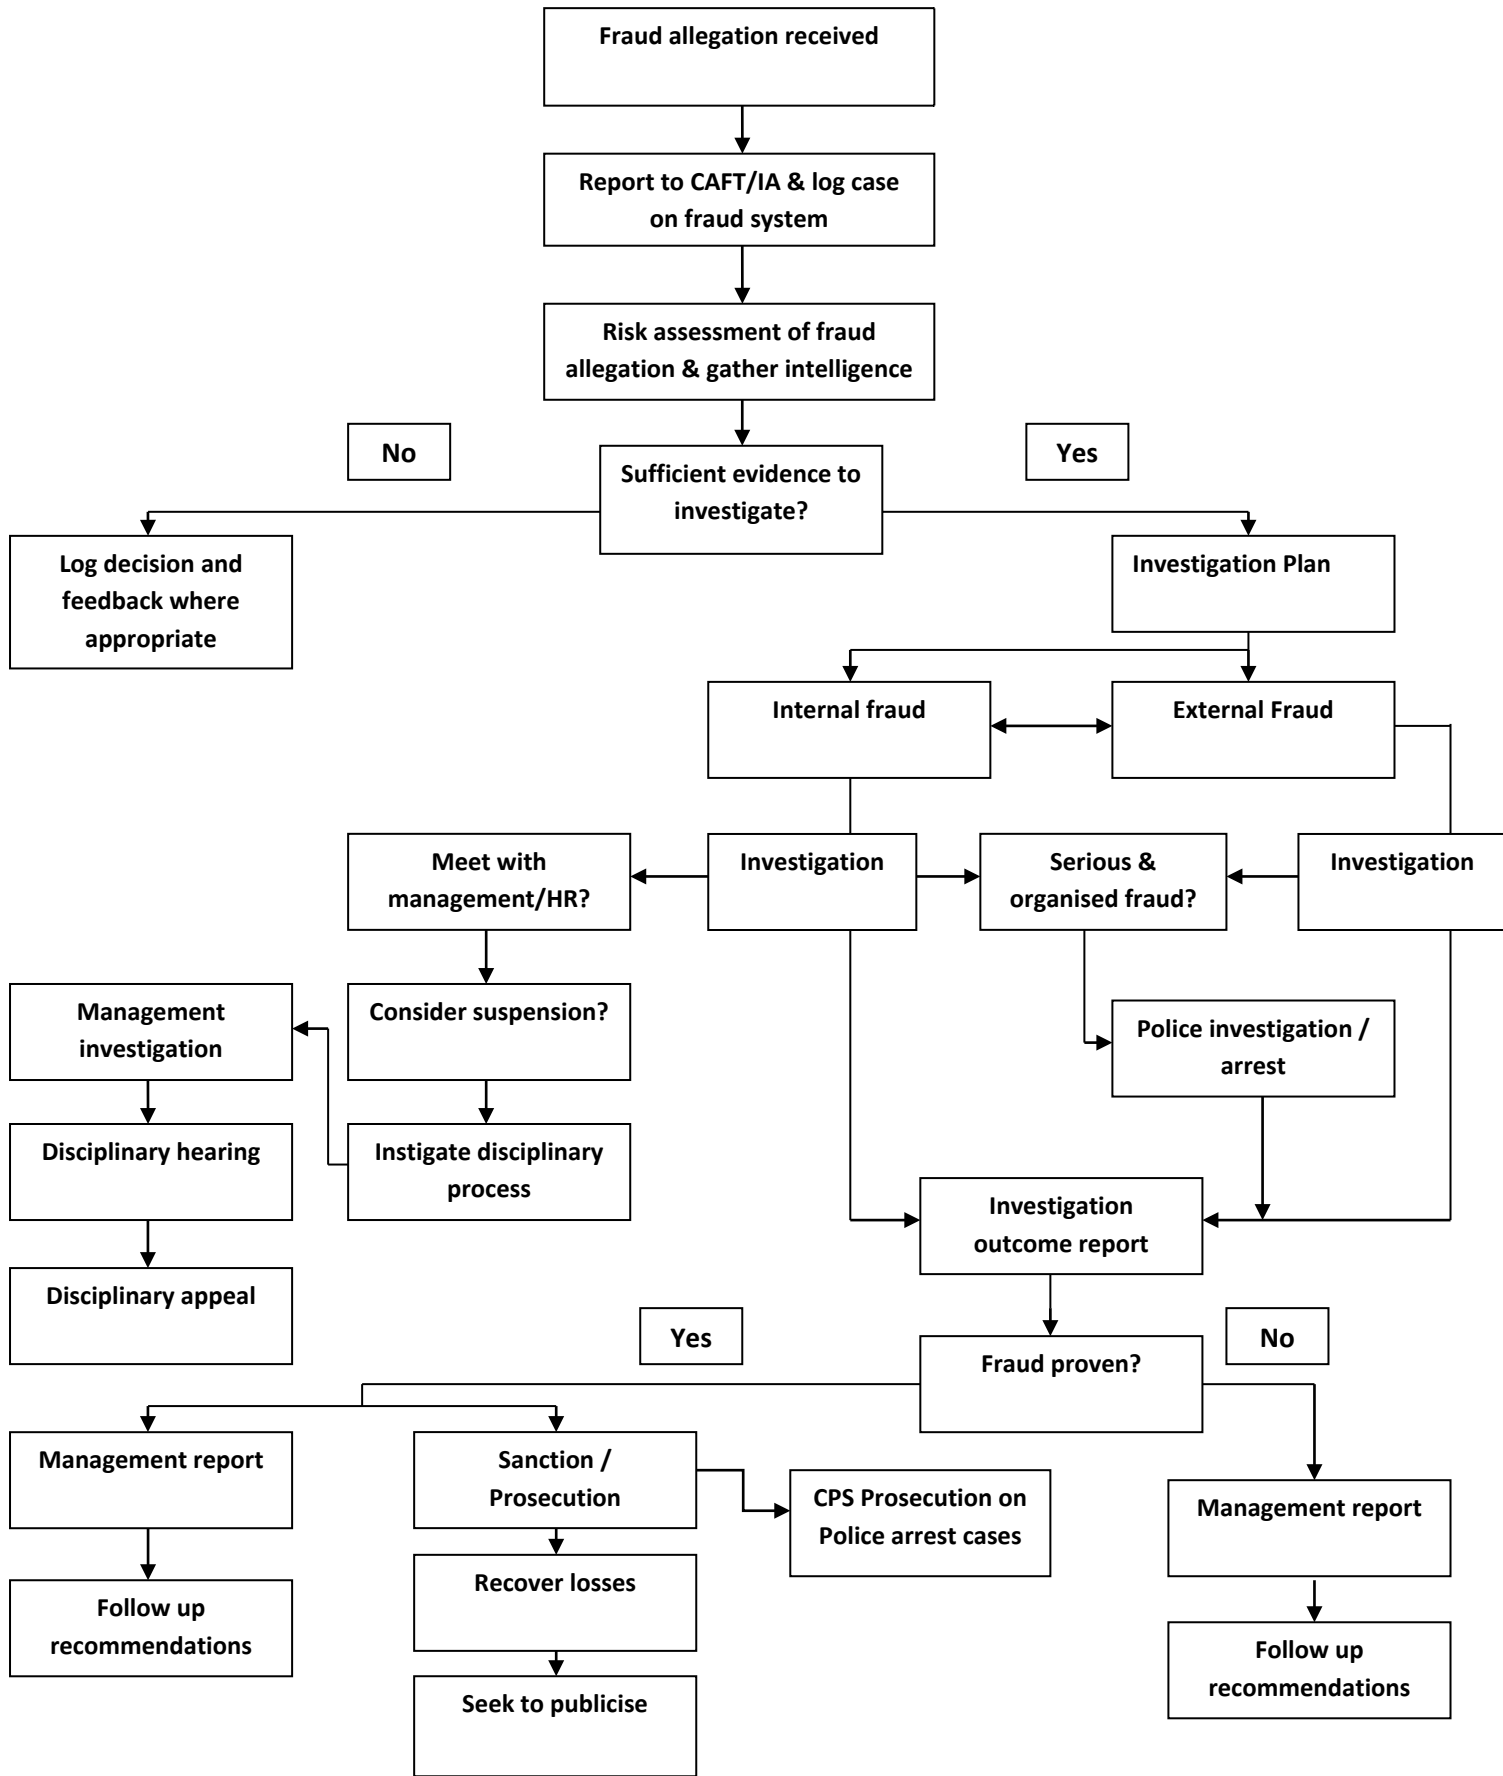 Fraud allegation received
Report to CAFT/IA & log case
on fraud system
Risk assessment of fraud
allegation & gather intelligence
No
Yes
Sufficient evidence to
investigate?
Log decision and
feedback where
appropriate
Investigation Plan
Internal fraud
External Fraud
Meet with
management/HR?
Investigation
Serious &
organised fraud?
Investigation
Management
investigation
Consider suspension?
Police investigation /
arrest
Disciplinary hearing
Instigate disciplinary
process
Investigation
outcome report
Disciplinary appeal
Yes
No
Fraud proven?
Management report
Sanction /
Prosecution
CPS Prosecution on
Police arrest cases
Management report
Recover losses
Follow up
recommendations
Follow up
recommendations
Seek to publicise